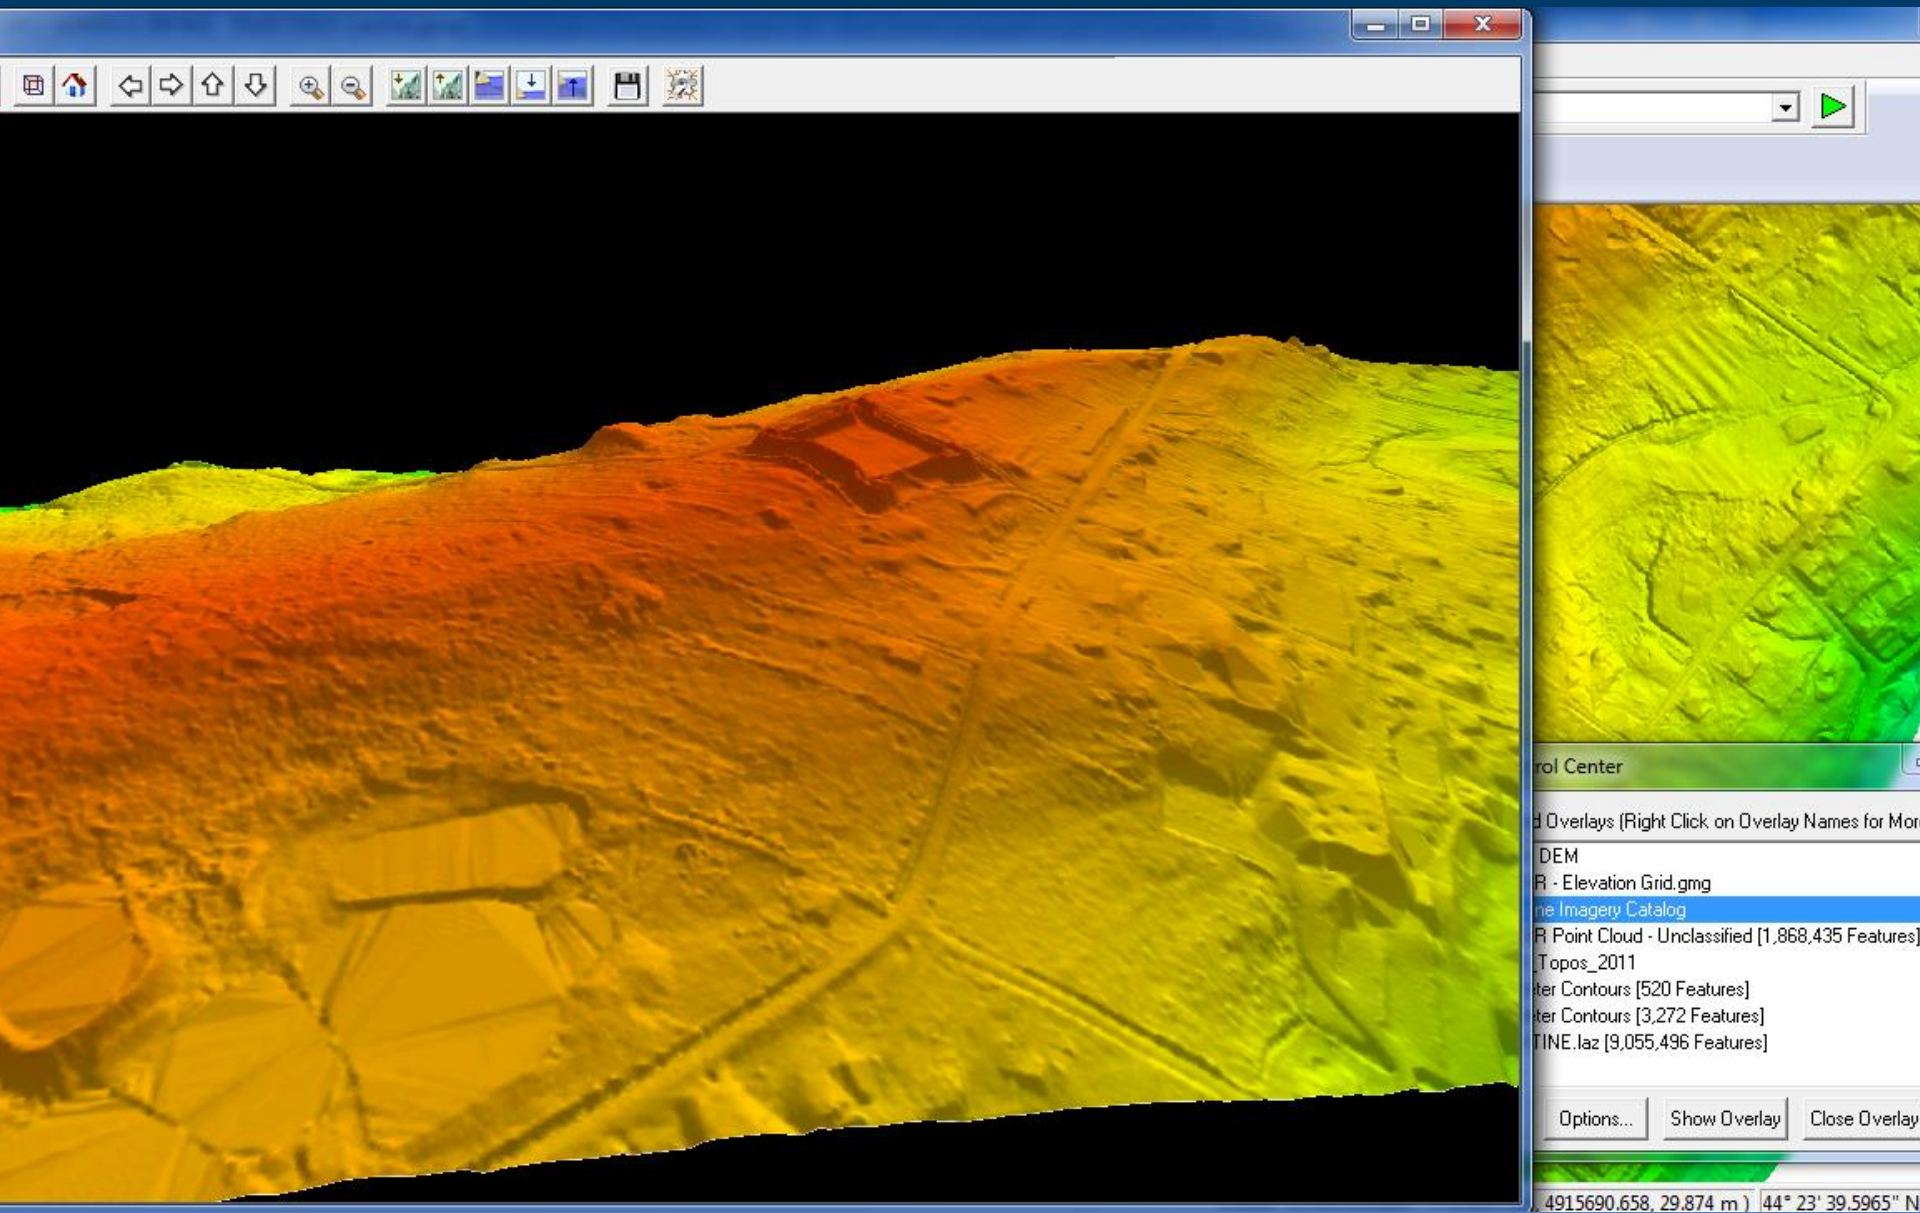 rol Center
d Overlays (Right Click on Overlay Names for Mor
DEM
R - Elevation Grid.gmg
ne Imagery Catalog
R Point Cloud - Unclassified [1,868,435 Features]
_Topos_2011
ter Contours [520 Features]
ter Contours [3,272 Features]
TINE.laz [9,055,496 Features]
Options... Show Overlay Close Overlay
, 4915690.658, 29.874 m ) 44° 23' 39.5965" N